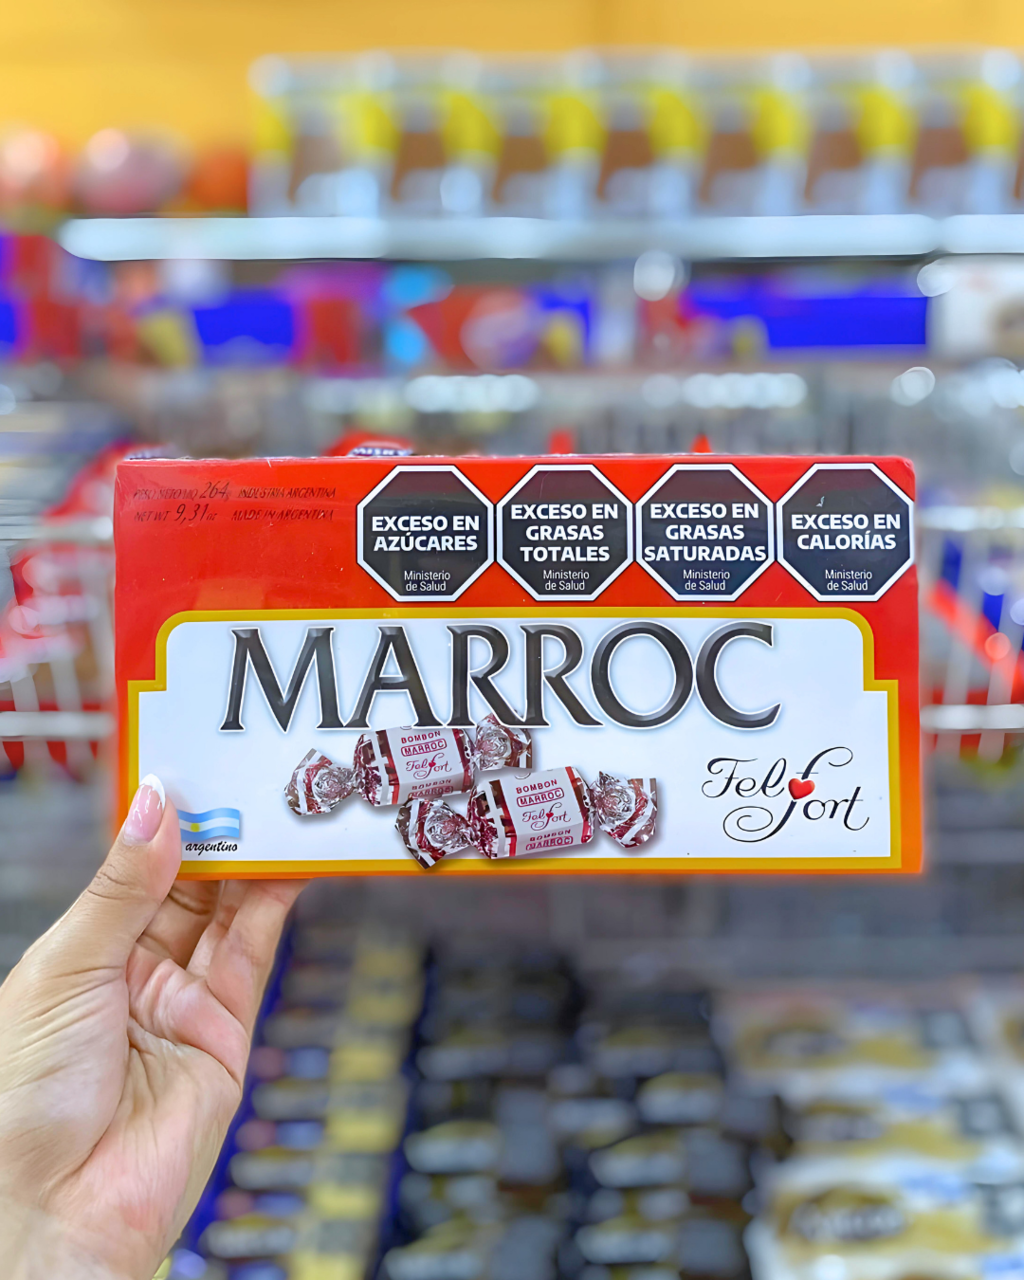 PESO NETO 264g INDUSTRIA ARGENTINA
NET WT 9,31oz MADE IN ARGENTINA
EXCESO EN
AZÚCARES
Ministerio
de Salud
EXCESO EN
GRASAS
TOTALES
Ministerio
de Salud
EXCESO EN
GRASAS
SATURADAS
Ministerio
de Salud
EXCESO EN
CALORÍAS
Ministerio
de Salud
MARROC
BOMBON
MARROC
Felfort
BOMBON
MARROC
BOMBON
MARROC
Felfort
BOMBON
MARROC
Felfort
argentino